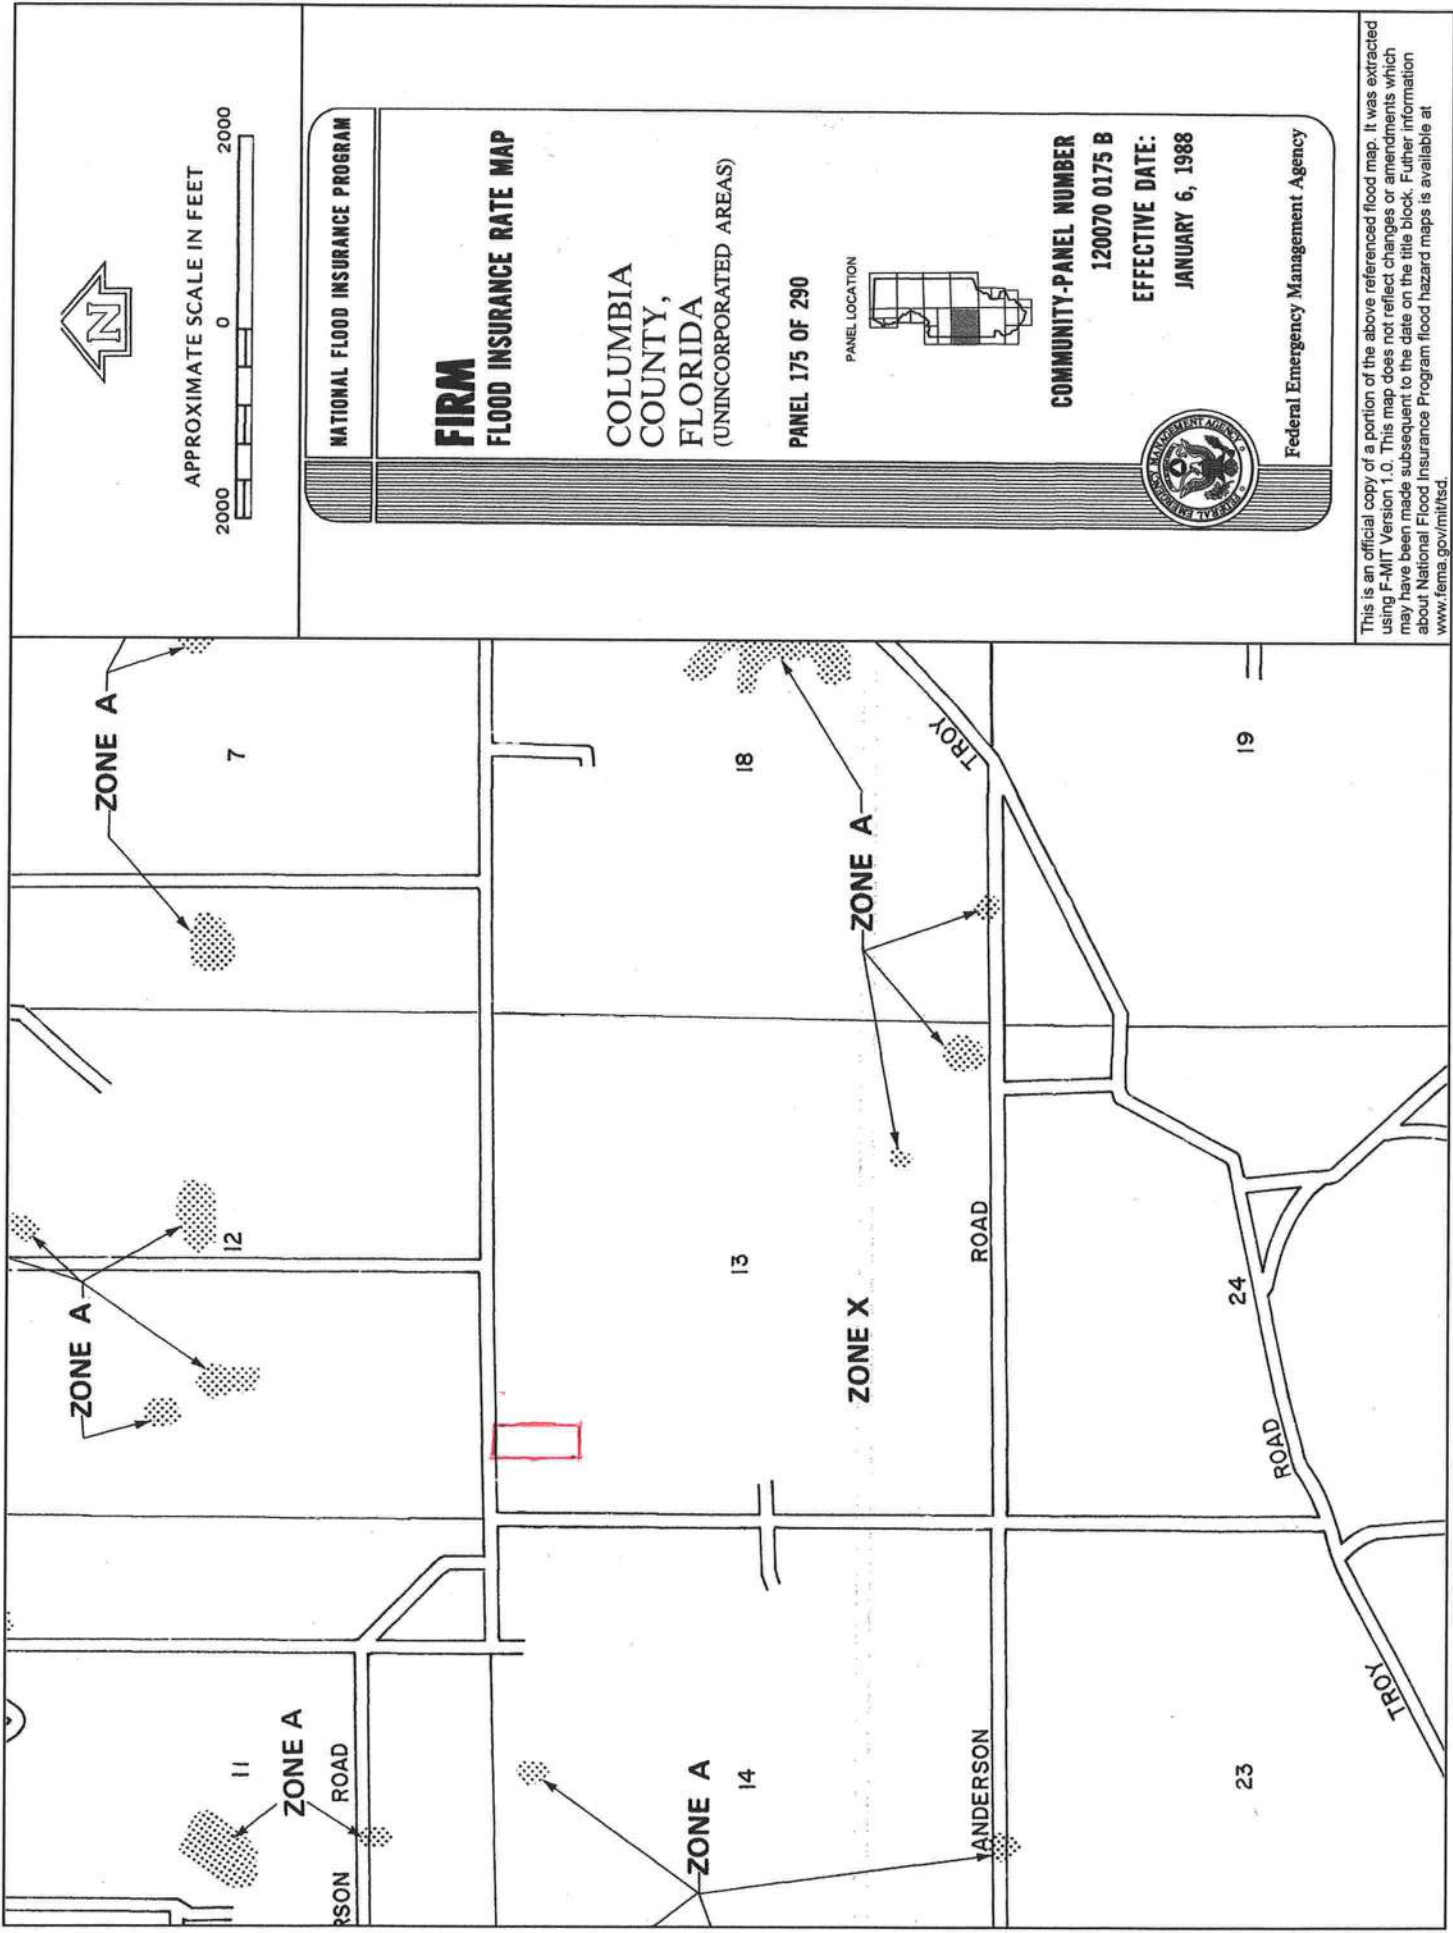 APPROXIMATE SCALE IN FEET
2000 0 2000
N
NATIONAL FLOOD INSURANCE PROGRAM
FIRM
FLOOD INSURANCE RATE MAP
COLUMBIA
COUNTY,
FLORIDA
(UNINCORPORATED AREAS)
PANEL 175 OF 290
PANEL LOCATION
COMMUNITY-PANEL NUMBER
120070 0175 B
EFFECTIVE DATE:
JANUARY 6, 1988
FEDERAL EMERGENCY MANAGEMENT AGENCY
Federal Emergency Management Agency
This is an official copy of a portion of the above referenced flood map. It was extracted
using F-MIT Version 1.0. This map does not reflect changes or amendments which
may have been made subsequent to the date on the title block. Futher information
about National Flood Insurance Program flood hazard maps is available at
www.fema.gov/mit/tsd.
ZONE A
ZONE A
7
12
11
ZONE A
RSON ROAD
18
13
ZONE A
ZONE A
14
ZONE X
TROY
ANDERSON ROAD
19
24
23
ROAD
TROY